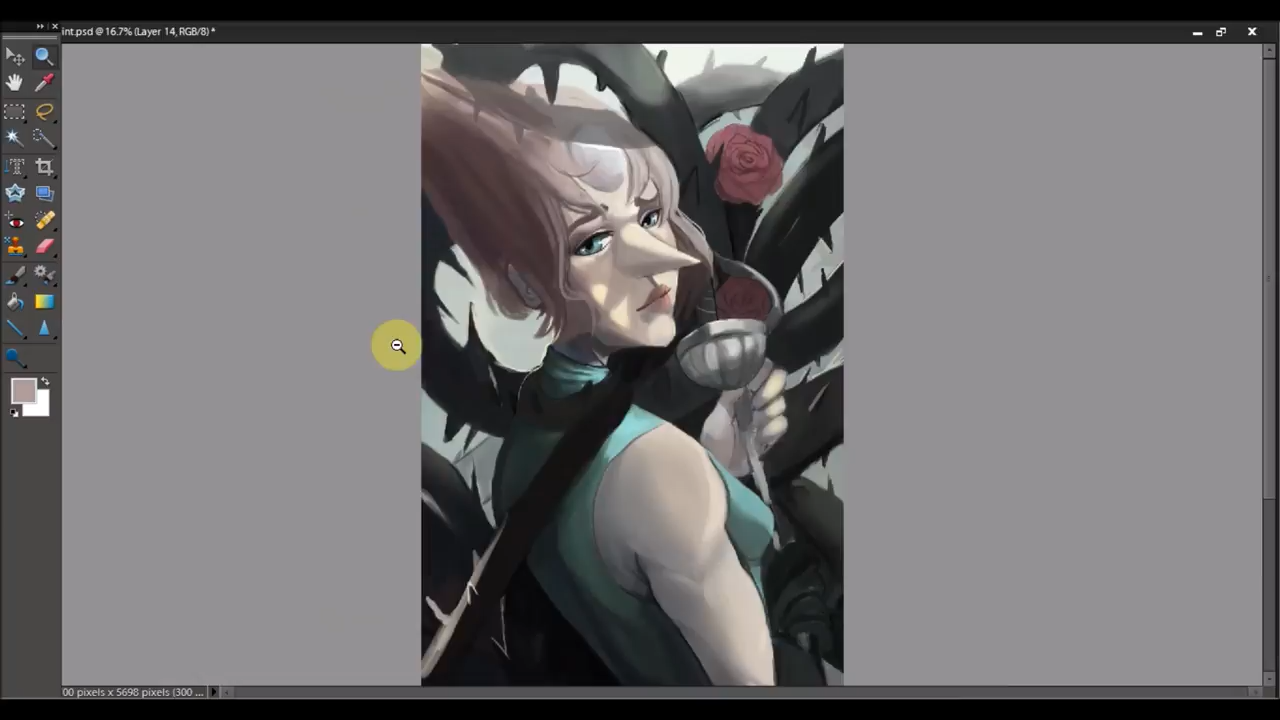 int.psd @ 16.7% (Layer 14, RGB/8) *
00 pixels x 5698 pixels (300 ...